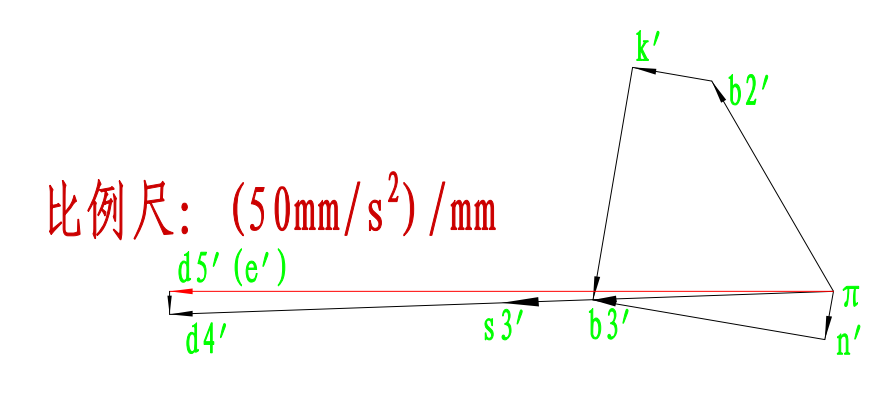 k′
b2′
比例尺: (50mm/s²)/mm
d5′(e′)
π
d4′
s3′
b3′
n′